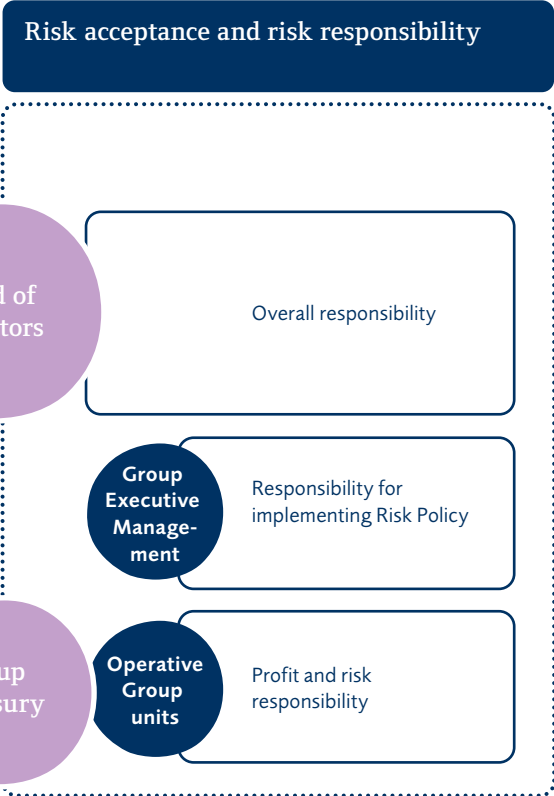 Risk acceptance and risk responsibility
of
Overall responsibility
Group
Executive
Manage-
ment
Responsibility for
implementing Risk Policy
Operative
Group
units
Profit and risk
responsibility